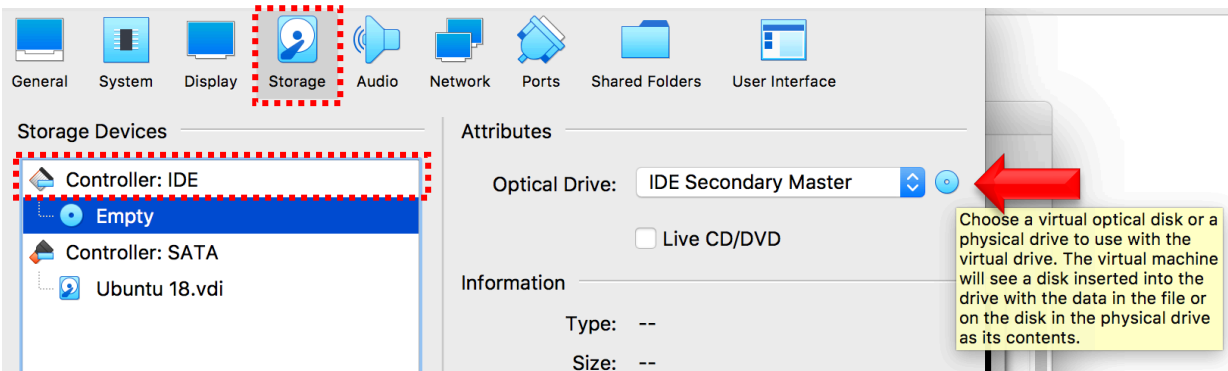 General System Display Storage Audio Network Ports Shared Folders User Interface
Storage Devices
Controller: IDE
Empty
Controller: SATA
Ubuntu 18.vdi
Attributes
Optical Drive: IDE Secondary Master
Live CD/DVD
Information
Type: --
Size: --
Choose a virtual optical disk or a
physical drive to use with the
virtual drive. The virtual machine
will see a disk inserted into the
drive with the data in the file or
on the disk in the physical drive
as its contents.